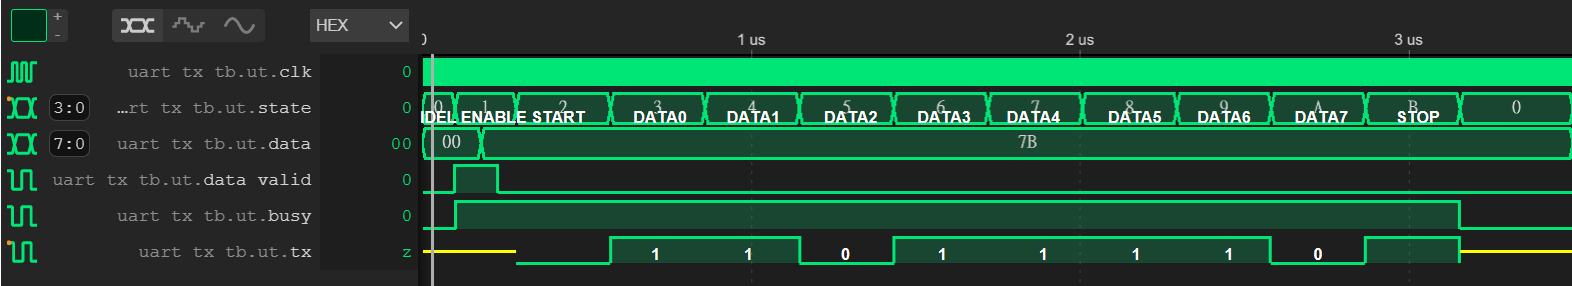 +
-
HEX
0 1 us 2 us 3 us
uart tx tb.ut.clk 0
3:0 …rt tx tb.ut.state 0 0 1 2 3 4 5 6 7 8 9 A B 0
IDEL ENABLE START DATA0 DATA1 DATA2 DATA3 DATA4 DATA5 DATA6 DATA7 STOP
7:0 uart tx tb.ut.data 00 00 7B
uart tx tb.ut.data valid 0
uart tx tb.ut.busy 0
uart tx tb.ut.tx z 1 1 0 1 1 1 1 0